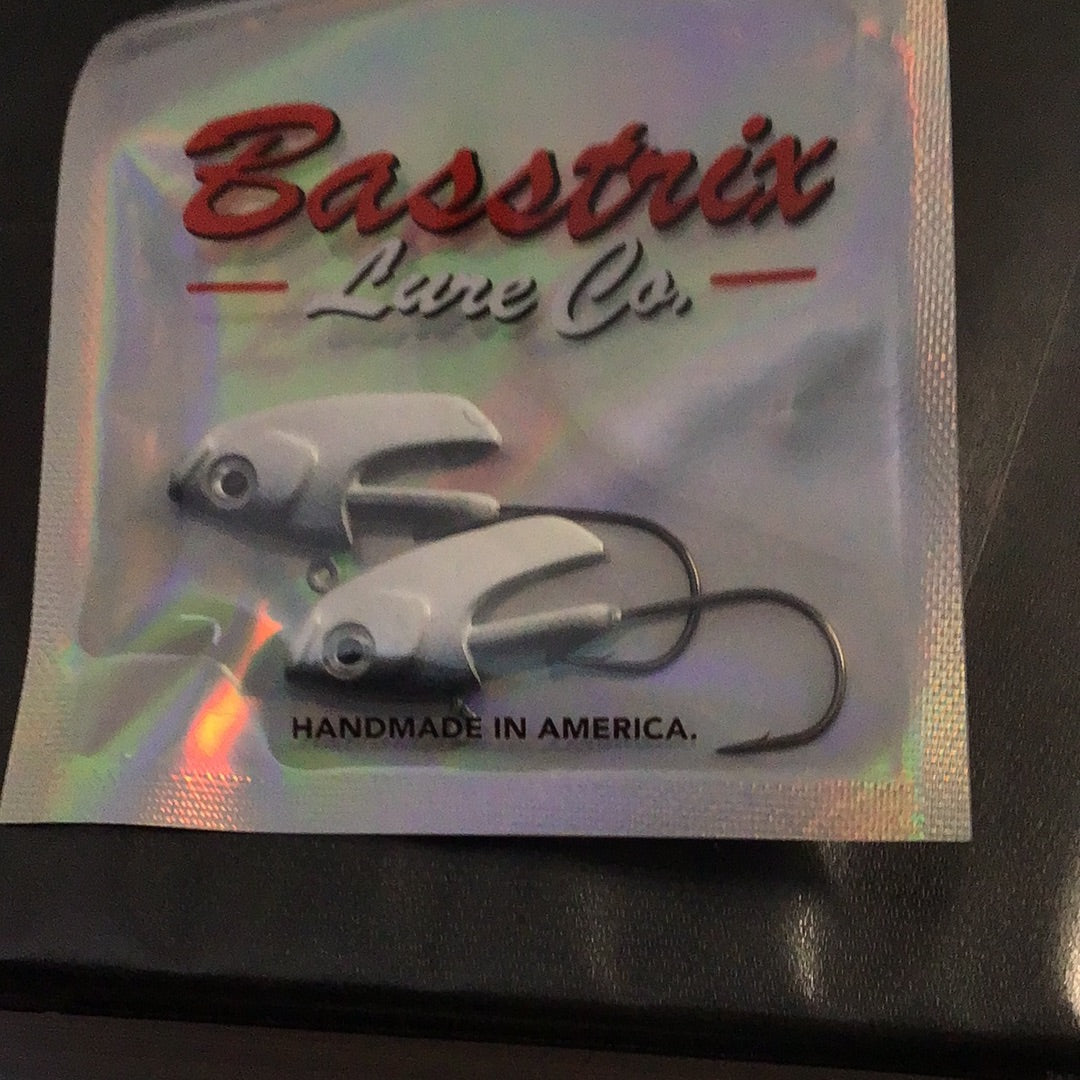 Basstrix
Lure Co.
HANDMADE IN AMERICA.